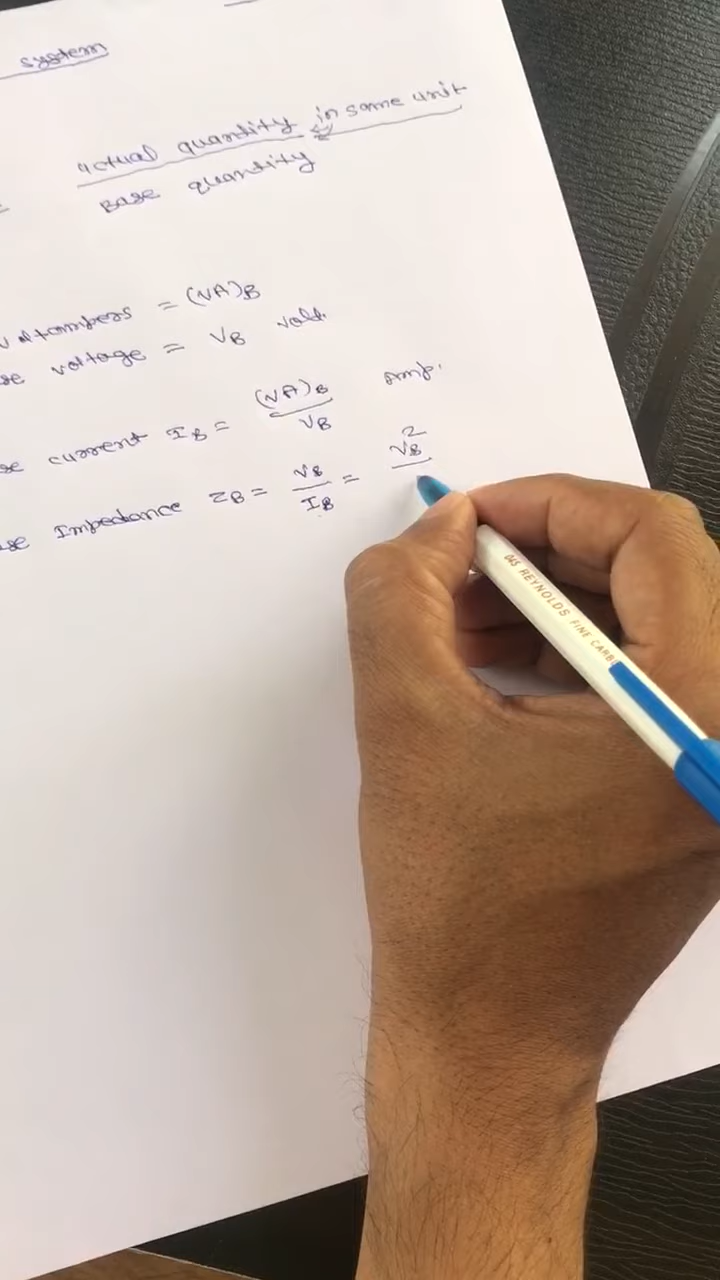 system
actual quantity in same unit
Base quantity
= (VA)B
voltage = VB volt
current IB = (VA)B / VB amp.
Impedance ZB = VB / IB = VB²
045 REYNOLDS FINE CARB